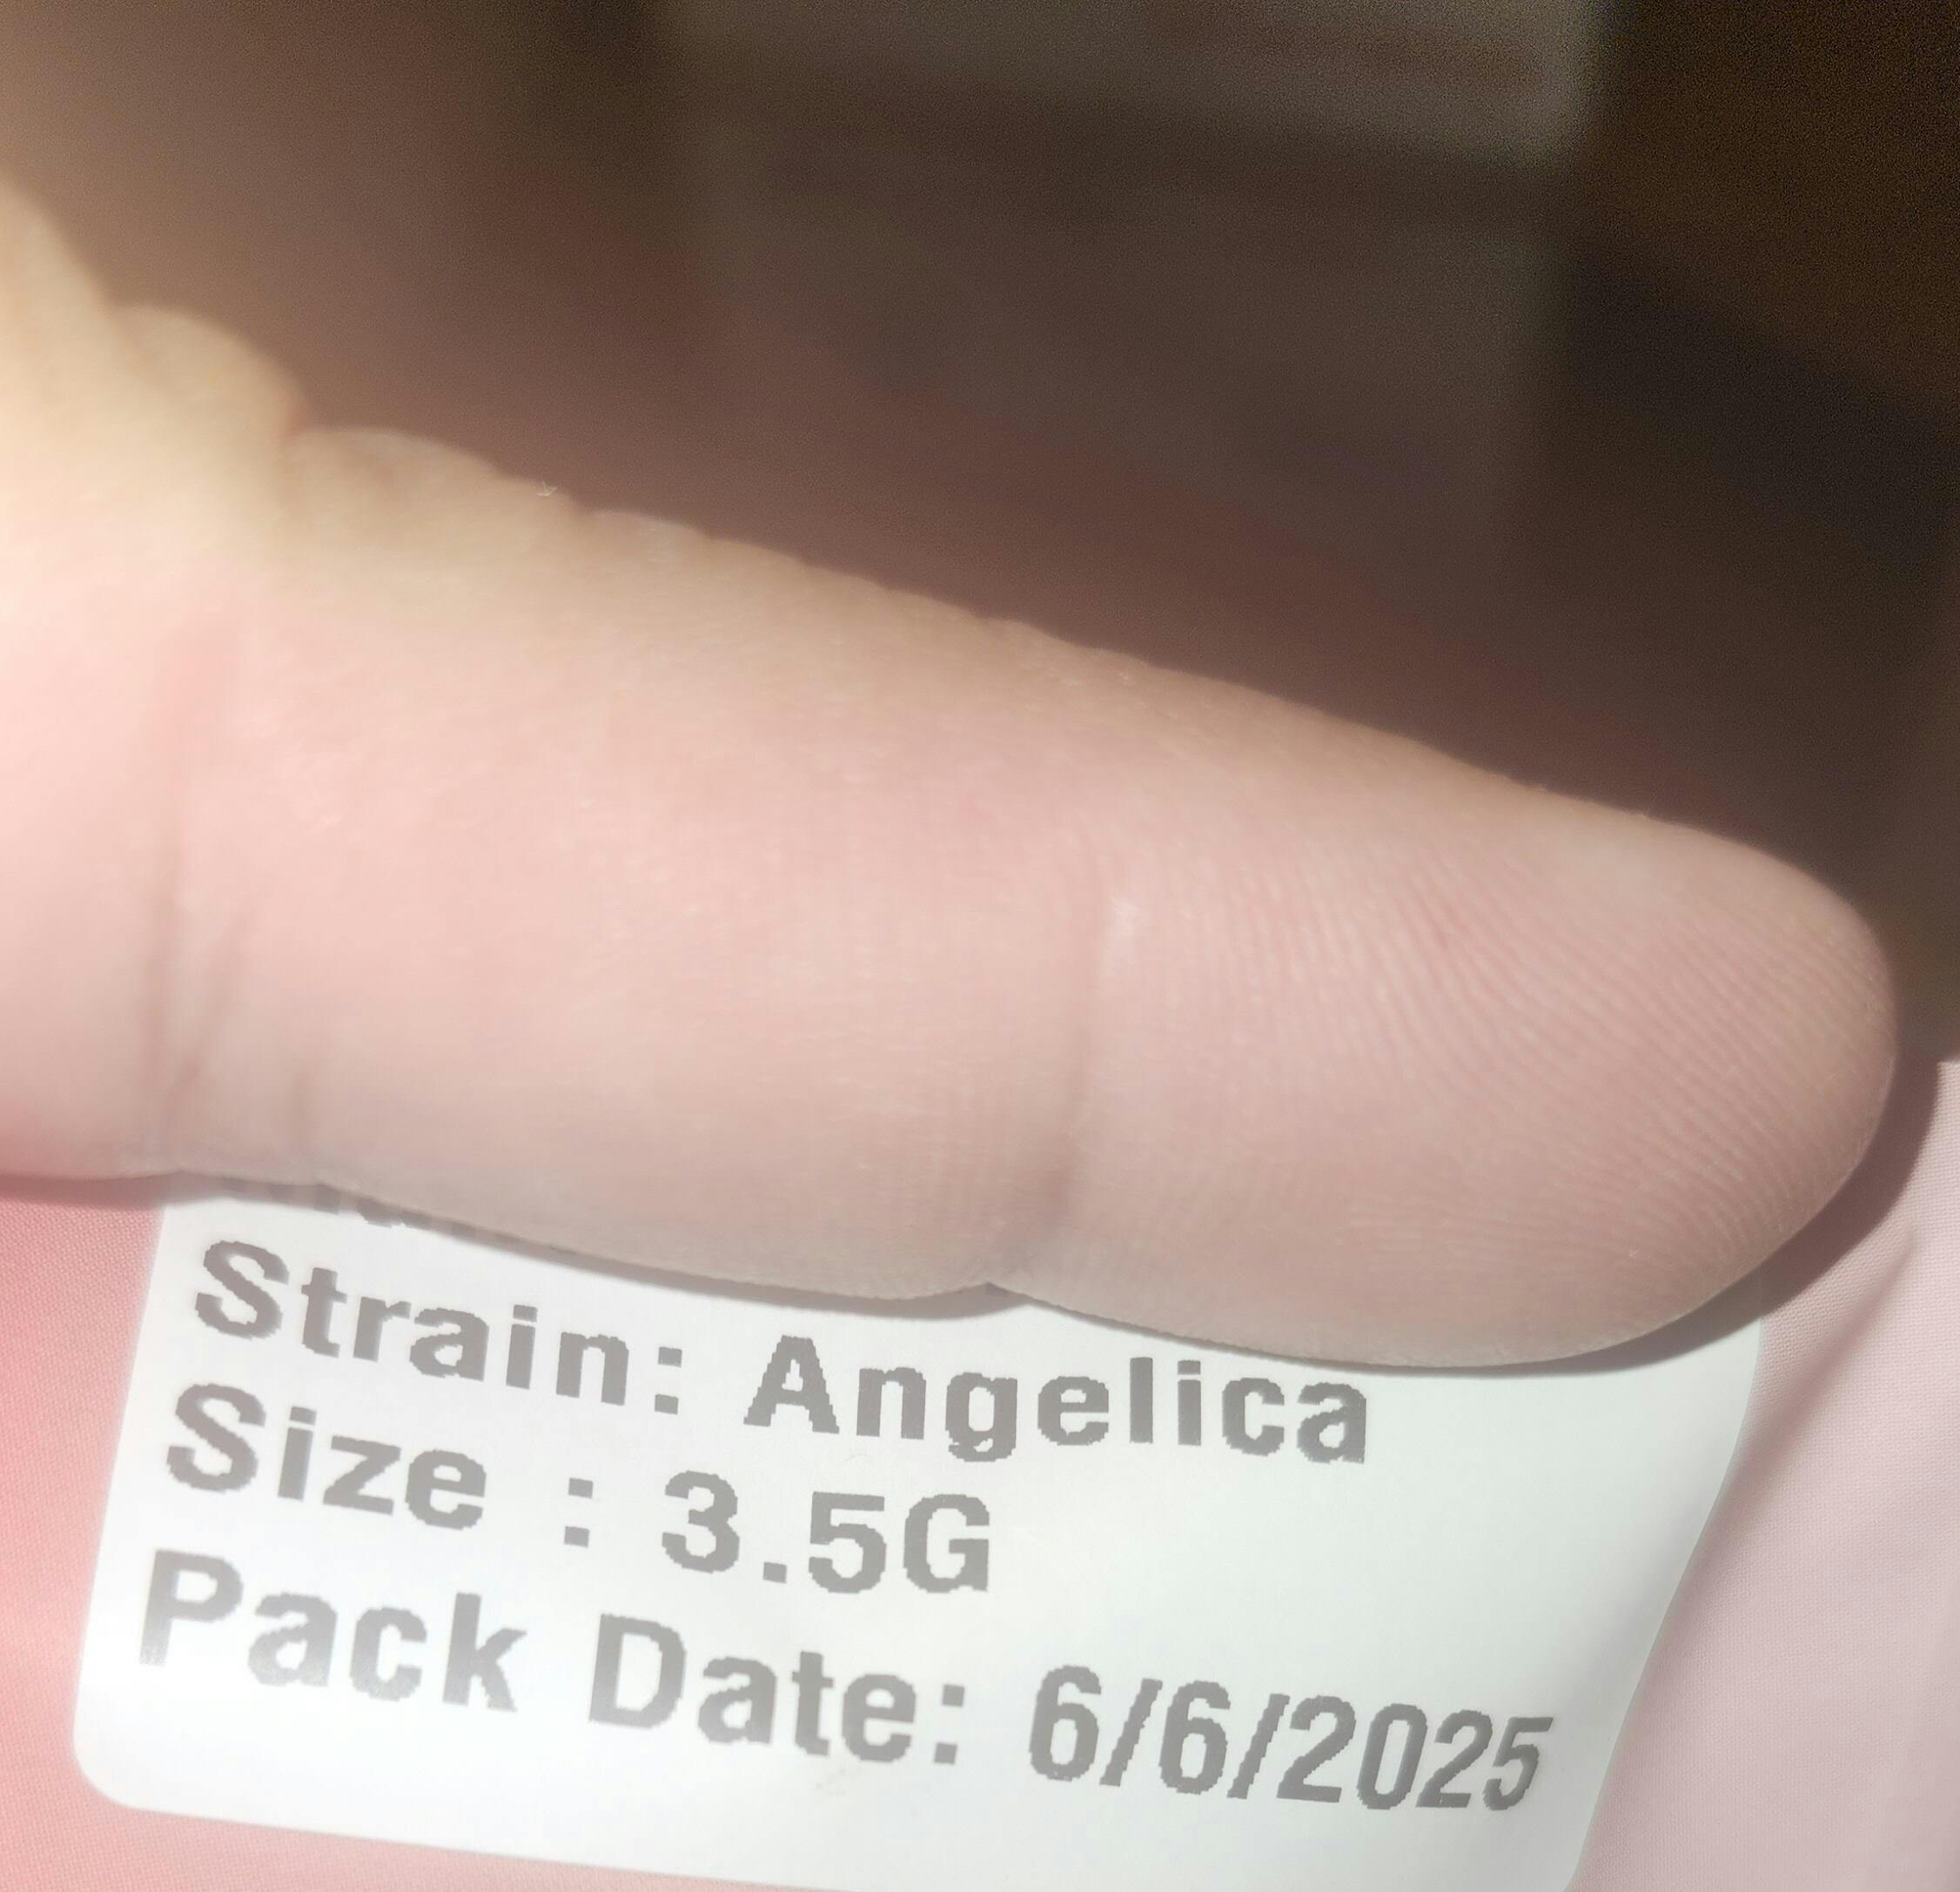 Strain: Angelica
Size : 3.5G
Pack Date: 6/6/2025